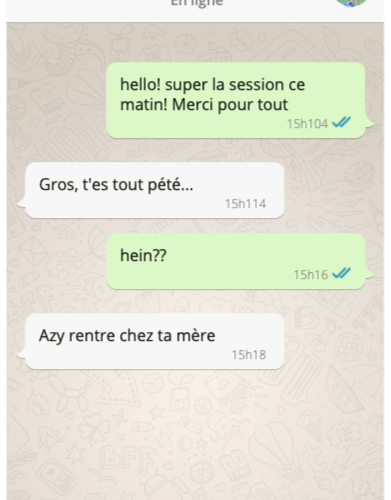 En ligne
hello! super la session ce
matin! Merci pour tout
15h104
Gros, t'es tout pété...
15h114
hein??
15h16
Azy rentre chez ta mère
15h18